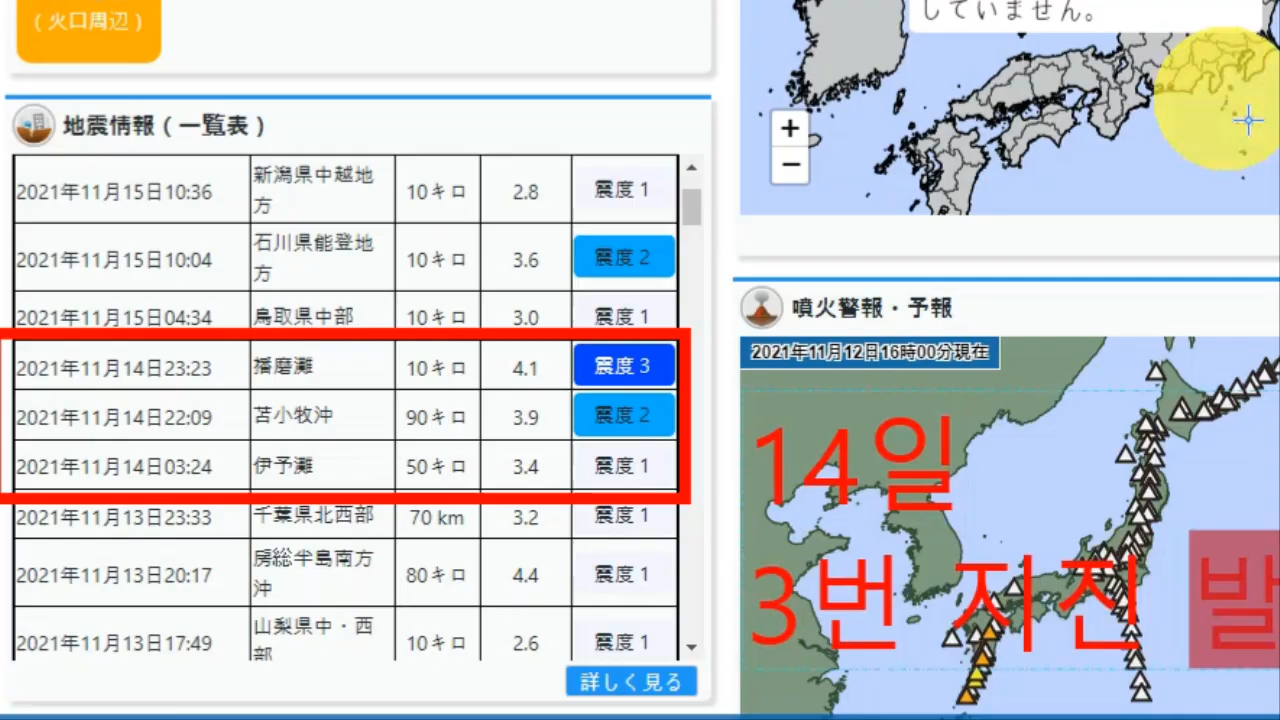 (火口周辺)
していません。
地震情報(一覧表)
2021年11月15日10:36 新潟県中越地方 10キロ 2.8 震度1
2021年11月15日10:04 石川県能登地方 10キロ 3.6 震度2
2021年11月15日04:34 鳥取県中部 10キロ 3.0 震度1
2021年11月14日23:23 播磨灘 10キロ 4.1 震度3
2021年11月14日22:09 苫小牧沖 90キロ 3.9 震度2
2021年11月14日03:24 伊予灘 50キロ 3.4 震度1
2021年11月13日23:33 千葉県北西部 70 km 3.2 震度1
2021年11月13日20:17 房総半島南方沖 80キロ 4.4 震度1
2021年11月13日17:49 山梨県中・西部 10キロ 2.6 震度1
詳しく見る
+
−
噴火警報・予報
2021年11月12日16時00分現在
14일
3번 지진 발